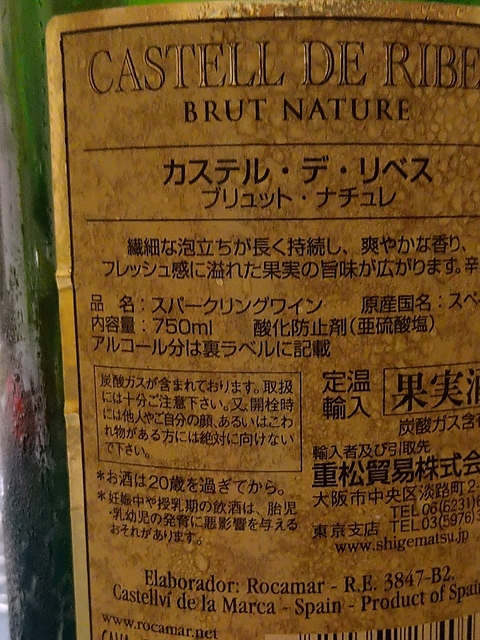 CASTELL DE RIBE
BRUT NATURE
カステル・デ・リベス
ブリュット・ナチュレ
繊細な泡立ちが長く持続し、爽やかな香り、
フレッシュ感に溢れた果実の旨味が広がります。辛
品 名：スパークリングワイン 原産国名：スペ
内容量：750ml 酸化防止剤（亜硫酸塩）
アルコール分は裏ラベルに記載
炭酸ガスが含まれております。取扱
には十分ご注意下さい。又、開栓時
には他人やご自分の顔、あるいはこわ
れ物がある方には絶対に向けない
で下さい。
定温
輸入
果実酒
炭酸ガス含有
輸入者及び引取先
重松貿易株式会
大阪市中央区淡路町2-
TEL 06(6231)6
東京支店 TEL 03(5976)3
www.shigematsu.jp
*お酒は20歳を過ぎてから。
*妊娠中や授乳期の飲酒は、胎児
・乳幼児の発育に悪影響を与える
おそれがあります。
Elaborador: Rocamar - R.E. 3847-B2.
Castellví de la Marca - Spain - Product of Spain
www.rocamar.net
CAVA